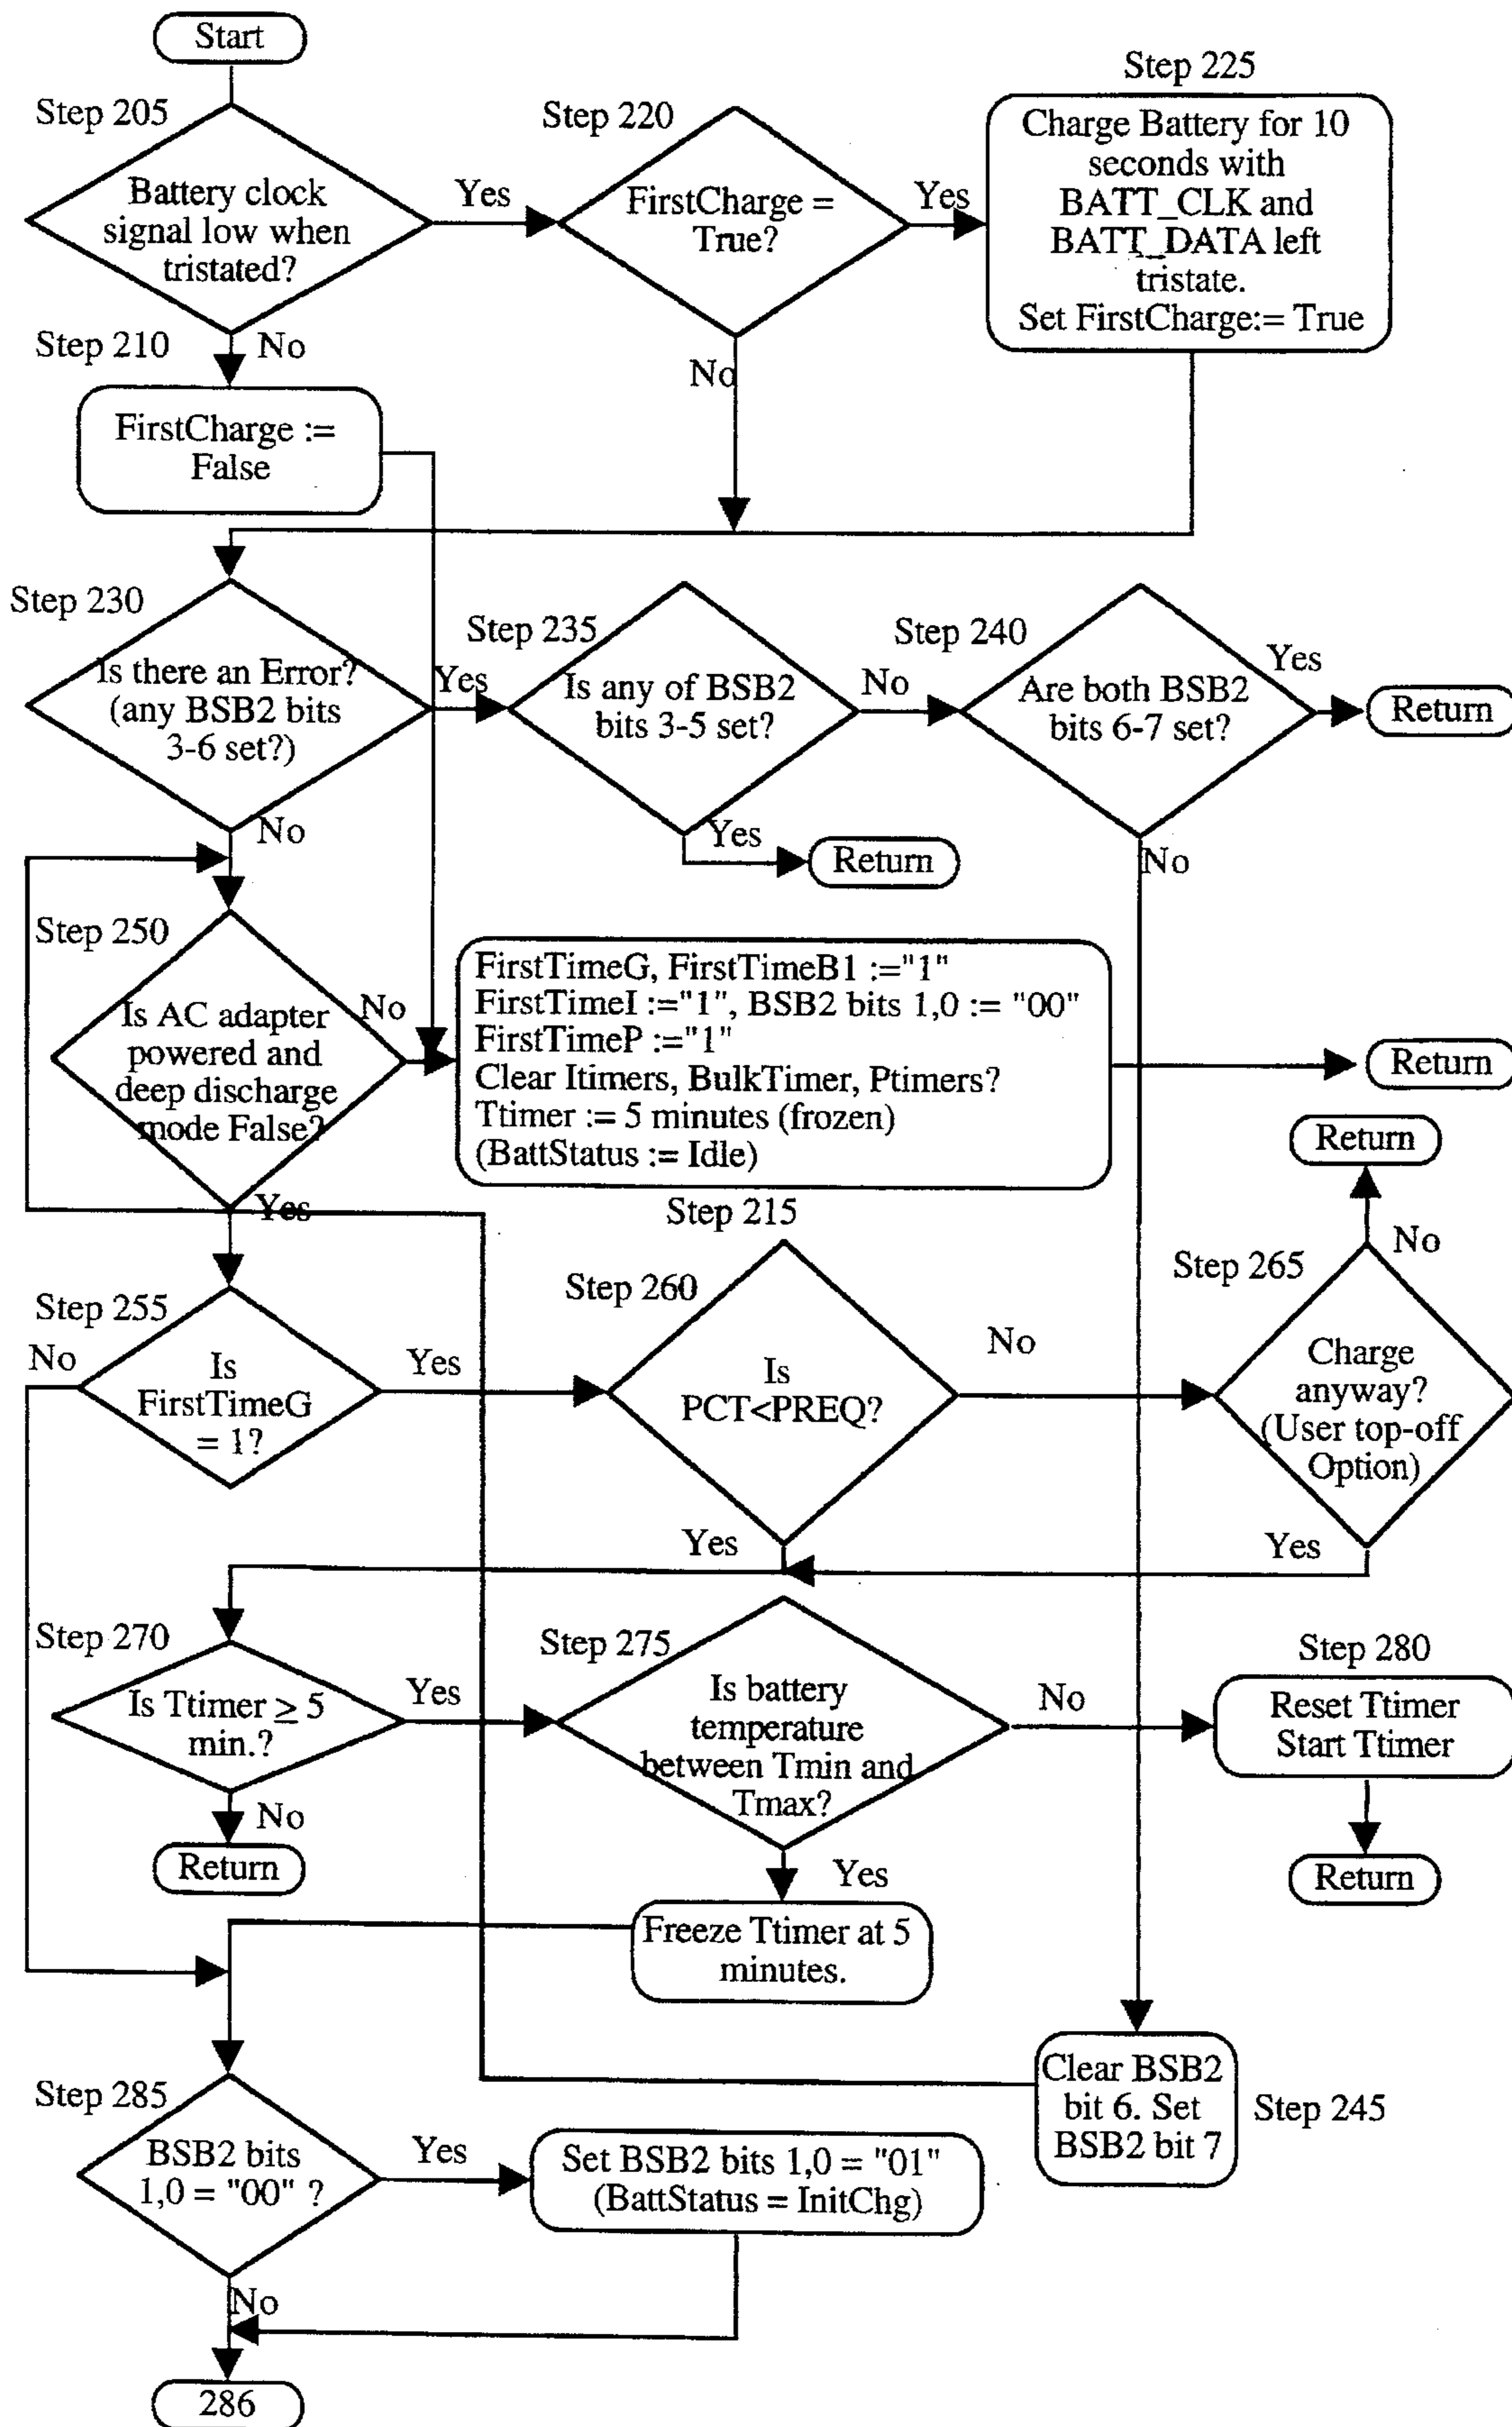 Start
Step 205
Battery clock
signal low when
tristated?
Yes
No
Step 220
FirstCharge =
True?
Yes
No
Step 225
Charge Battery for 10
seconds with
BATT_CLK and
BATT_DATA left
tristate.
Set FirstCharge:= True
Step 210
FirstCharge :=
False
Step 230
Is there an Error?
(any BSB2 bits
3-6 set?)
Yes
No
Step 235
Is any of BSB2
bits 3-5 set?
No
Yes
Return
Step 240
Are both BSB2
bits 6-7 set?
Yes
Return
No
Step 250
Is AC adapter
powered and
deep discharge
mode False?
No
Yes
FirstTimeG, FirstTimeB1 :="1"
FirstTimeI :="1", BSB2 bits 1,0 := "00"
FirstTimeP :="1"
Clear Itimers, BulkTimer, Ptimers?
Ttimer := 5 minutes (frozen)
(BattStatus := Idle)
Step 215
Return
Step 255
Is
FirstTimeG
= 1?
No
Yes
Step 260
Is
PCT<PREQ?
No
Yes
Return
No
Step 265
Charge
anyway?
(User top-off
Option)
Yes
Step 270
Is Ttimer ≥ 5
min.?
Yes
No
Return
Step 275
Is battery
temperature
between Tmin and
Tmax?
No
Yes
Step 280
Reset Ttimer
Start Ttimer
Return
Freeze Ttimer at 5
minutes.
Clear BSB2
bit 6. Set
BSB2 bit 7
Step 245
Step 285
BSB2 bits
1,0 = "00" ?
Yes
Set BSB2 bits 1,0 = "01"
(BattStatus = InitChg)
No
286